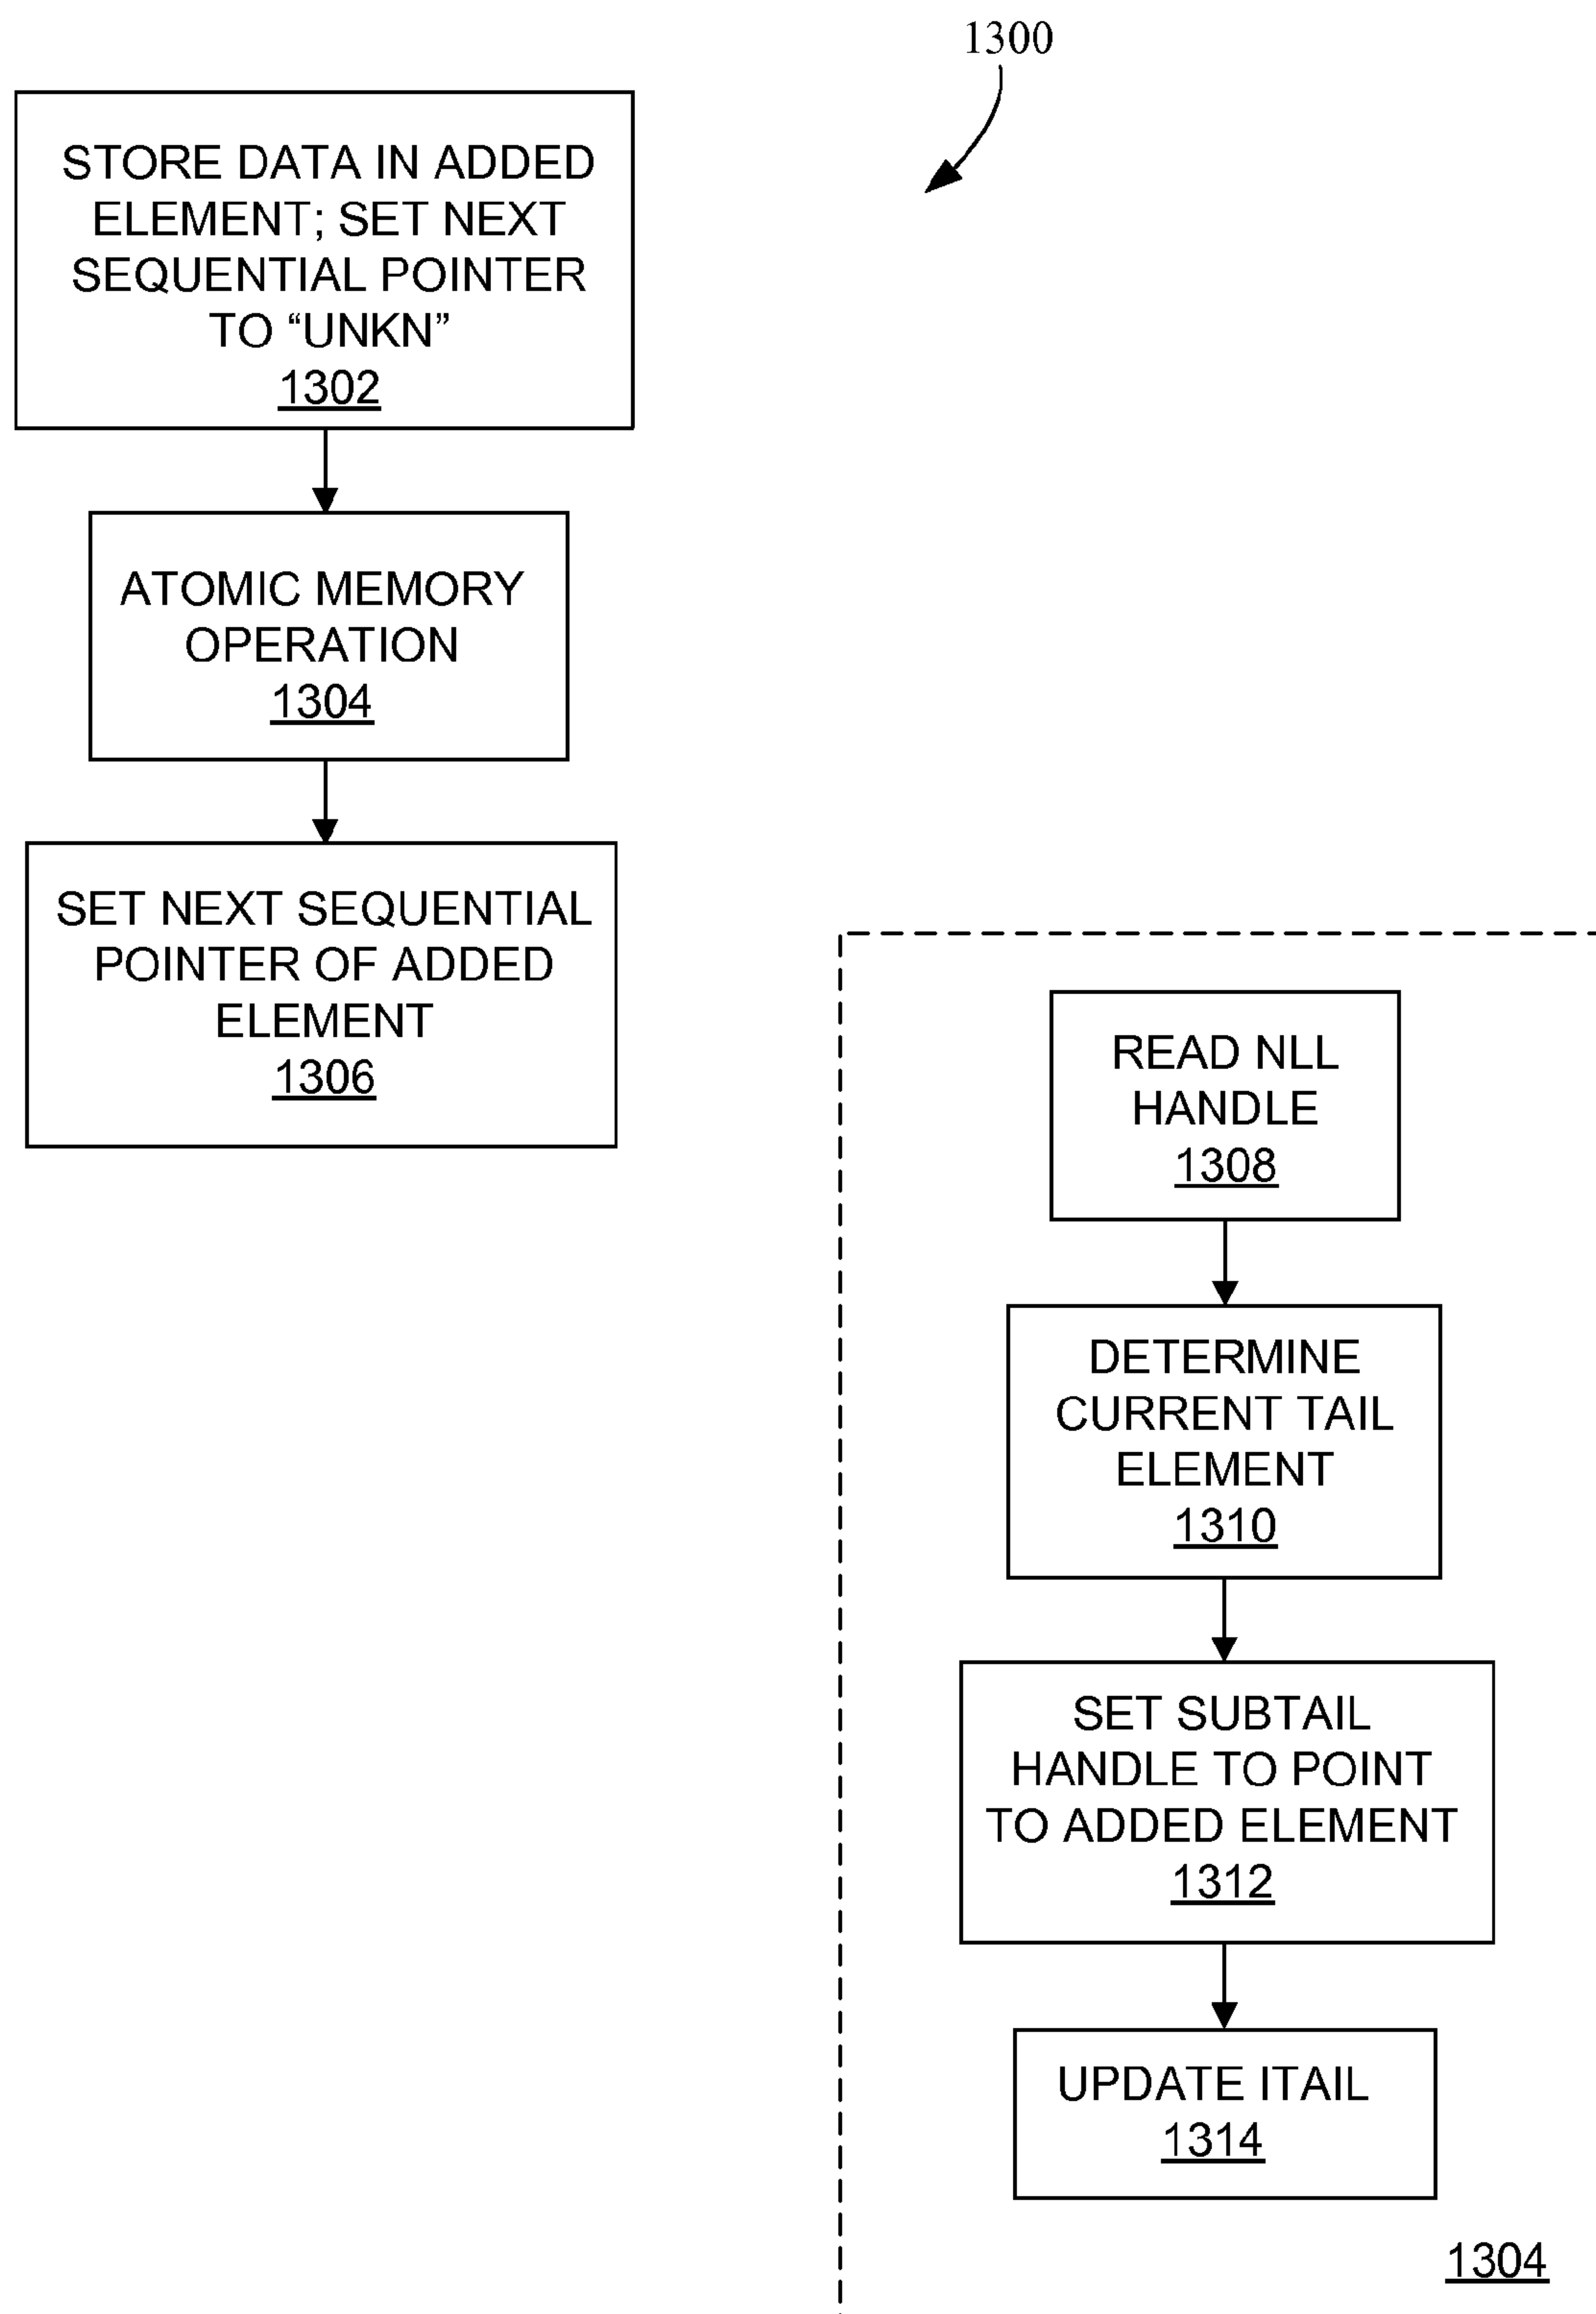 1300
STORE DATA IN ADDED
ELEMENT; SET NEXT
SEQUENTIAL POINTER
TO “UNKN”
1302
ATOMIC MEMORY
OPERATION
1304
SET NEXT SEQUENTIAL
POINTER OF ADDED
ELEMENT
1306
READ NLL
HANDLE
1308
DETERMINE
CURRENT TAIL
ELEMENT
1310
SET SUBTAIL
HANDLE TO POINT
TO ADDED ELEMENT
1312
UPDATE ITAIL
1314
1304